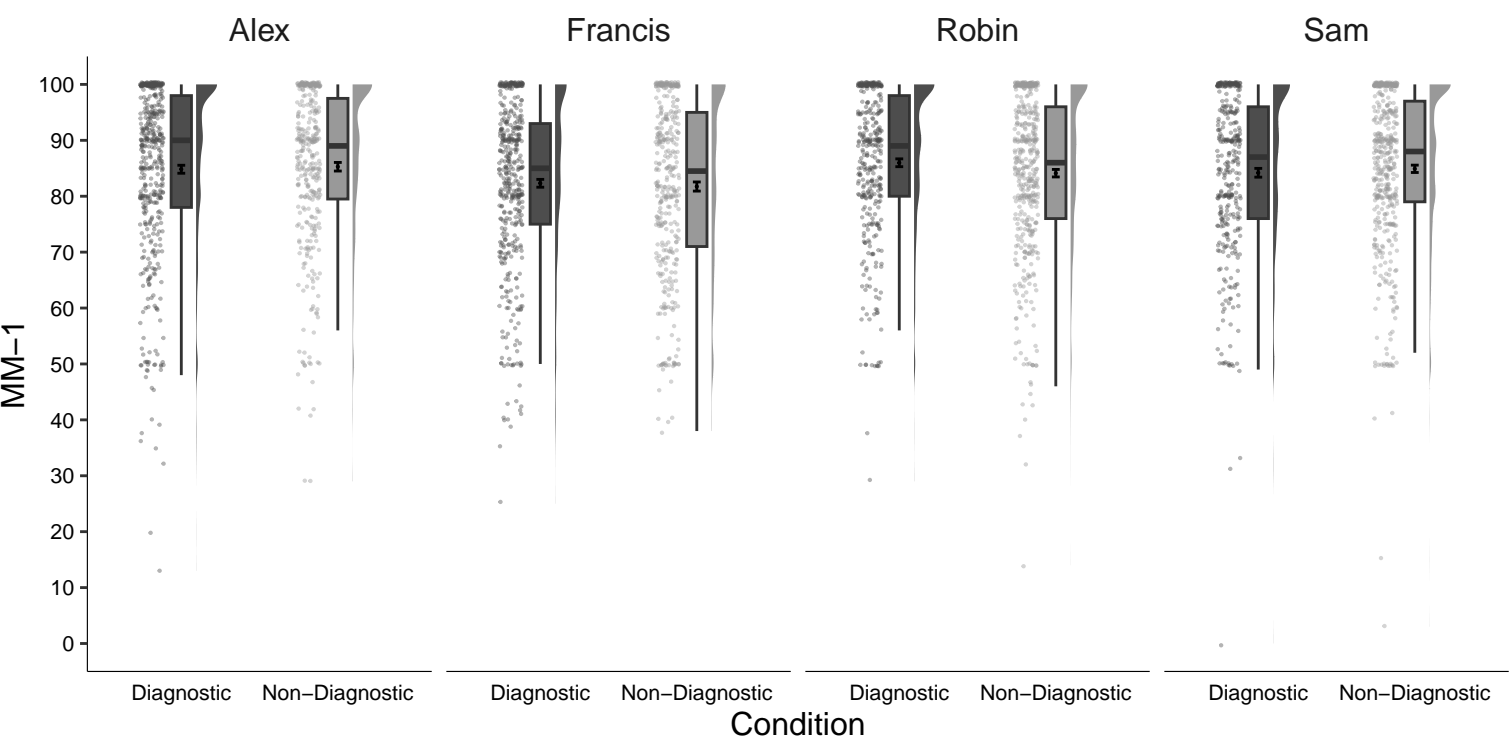 Alex Francis Robin Sam
100
90
80
70
60
50
40
30
20
10
0
MM−1
Diagnostic Non−Diagnostic Diagnostic Non−Diagnostic Diagnostic Non−Diagnostic Diagnostic Non−Diagnostic
Condition